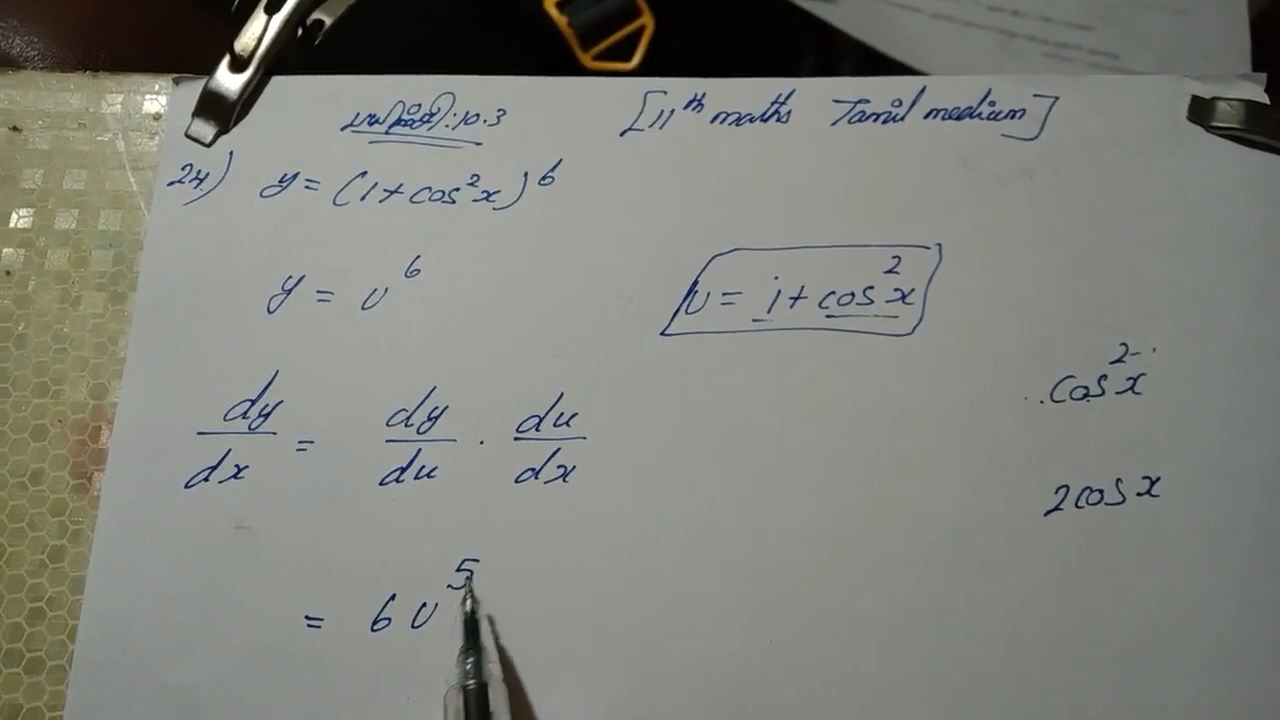 பயிற்சி: 10.3 [11th maths Tamil medium]
24.) y = (1 + cos²x)⁶
y = u⁶ u = 1 + cos²x
cos²x
dy/dx = dy/du · du/dx
2cos x
= 6u⁵